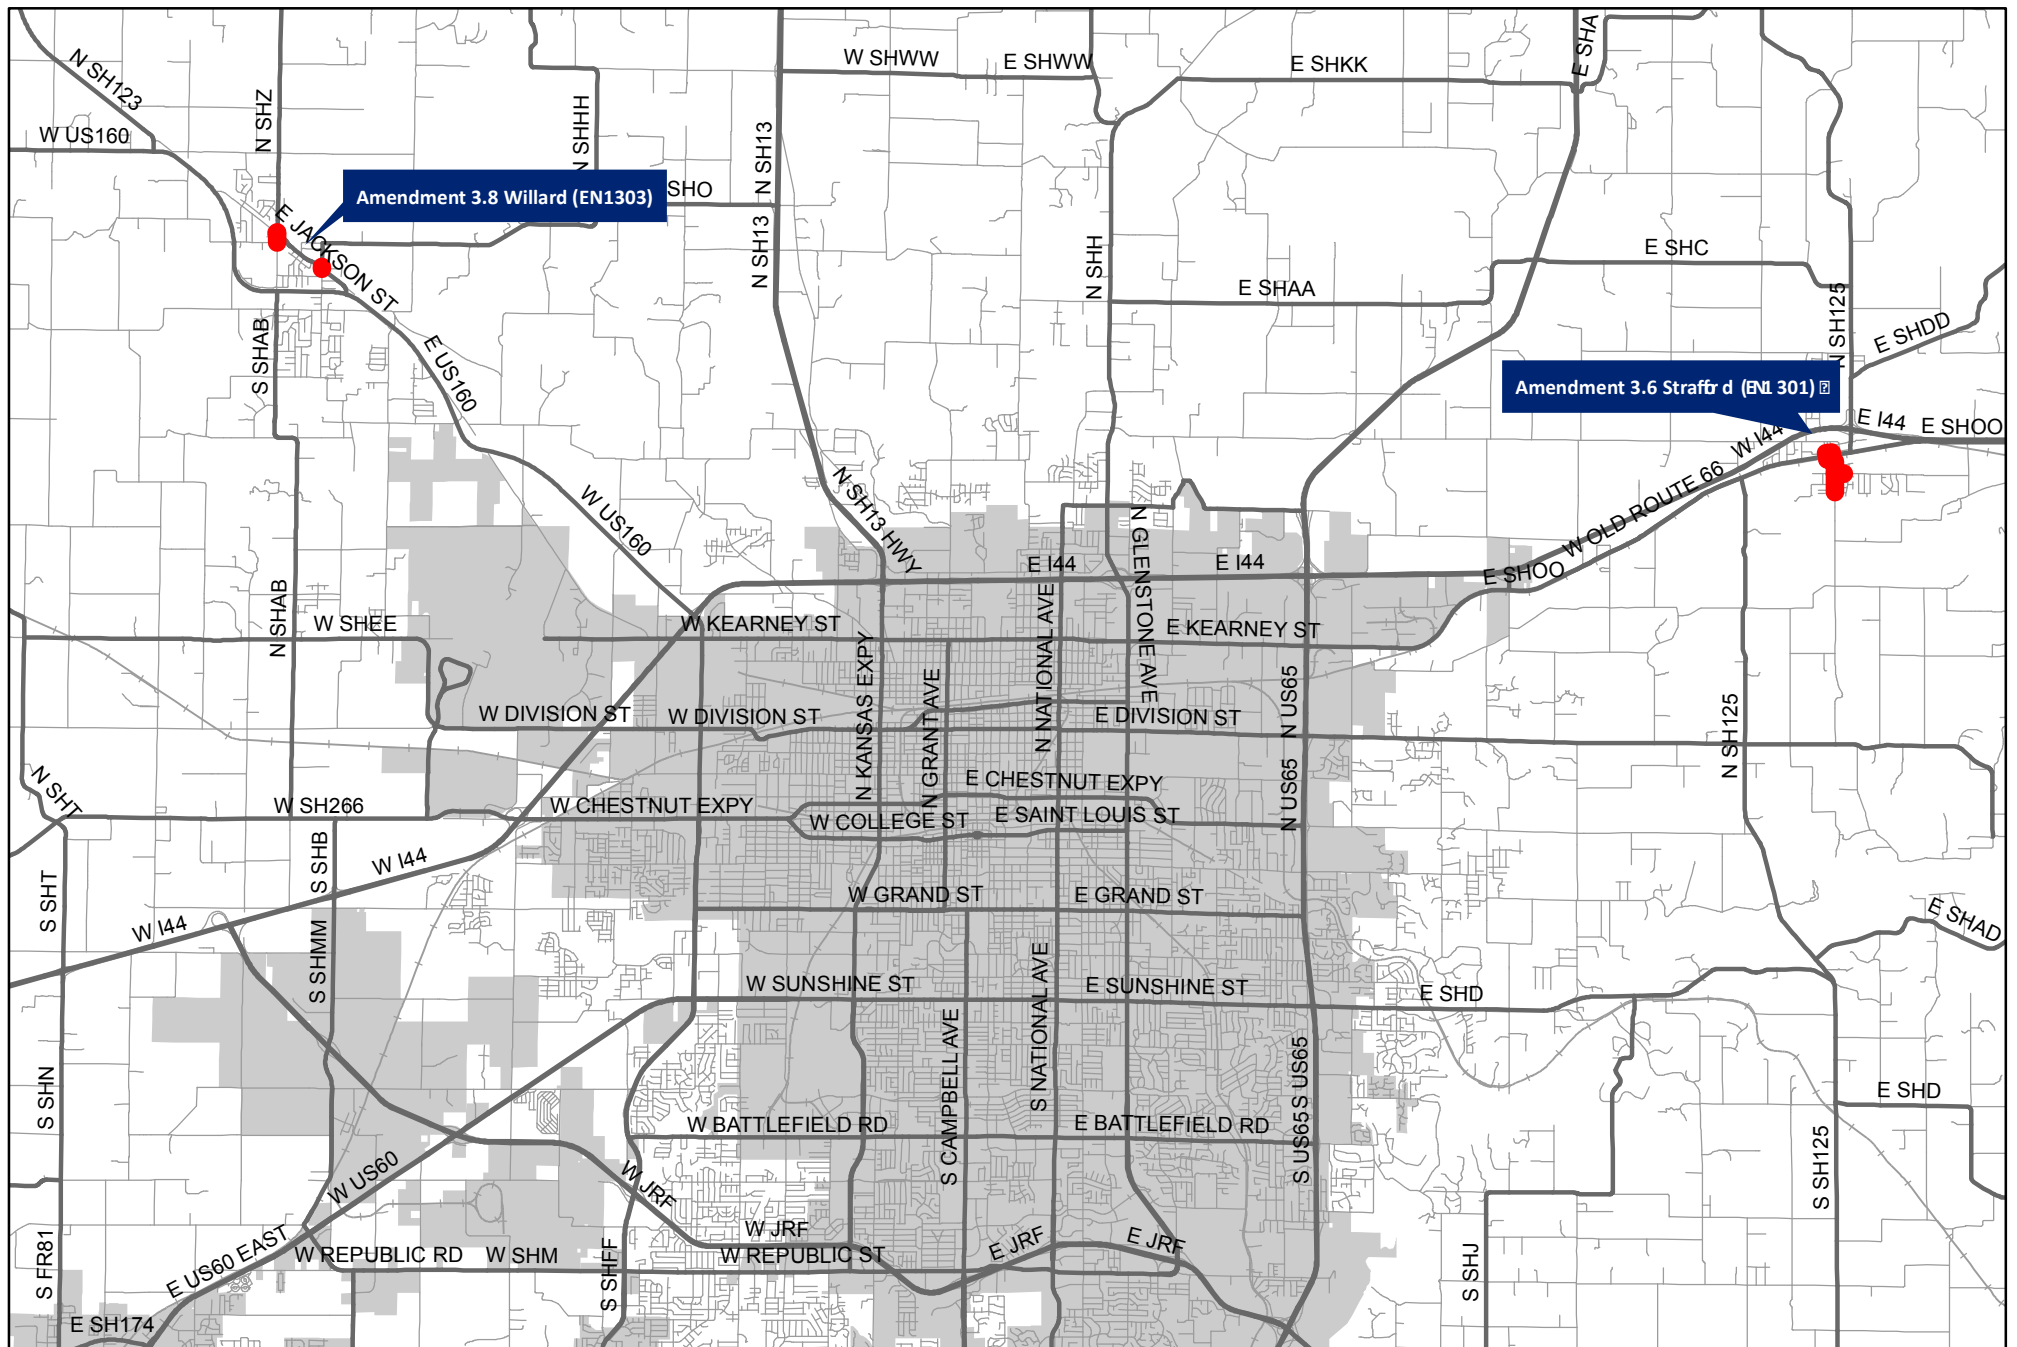 W SHWW
E SHWW
E SHKK
E SHA
N SH123
N SHZ
N SHHH
N SH13
W US160
Amendment 3.8 Willard (EN1303)
SHO
E JACKSON ST
N SH13
N SHH
E SHC
E SHAA
N SH125
E SHDD
S SHAB
E US160
Amendment 3.6 Straffor d (EN1 301)
E I44
E SHOO
W I44
W OLD ROUTE 66
N SH13 HWY
W US160
N GLENSTONE AVE
E I44
E I44
E SHOO
N SHAB
W SHEE
W KEARNEY ST
E KEARNEY ST
N KANSAS EXPY
N GRANT AVE
N NATIONAL AVE
N US65
W DIVISION ST
W DIVISION ST
E DIVISION ST
N SH125
N SHT
W SH266
W CHESTNUT EXPY
E CHESTNUT EXPY
N US65
W COLLEGE ST
E SAINT LOUIS ST
S SHB
W I44
S SHT
W GRAND ST
E GRAND ST
W I44
S SHMM
E SHAD
W SUNSHINE ST
E SUNSHINE ST
E SHD
S NATIONAL AVE
S CAMPBELL AVE
S US65
S SHN
E SHD
W BATTLEFIELD RD
E BATTLEFIELD RD
S US65
S SH125
W US60
W JRF
W JRF
E JRF
E JRF
S FR81
E US60 EAST
W REPUBLIC RD
W SHM
W REPUBLIC ST
S SHFF
S SHJ
E SH174